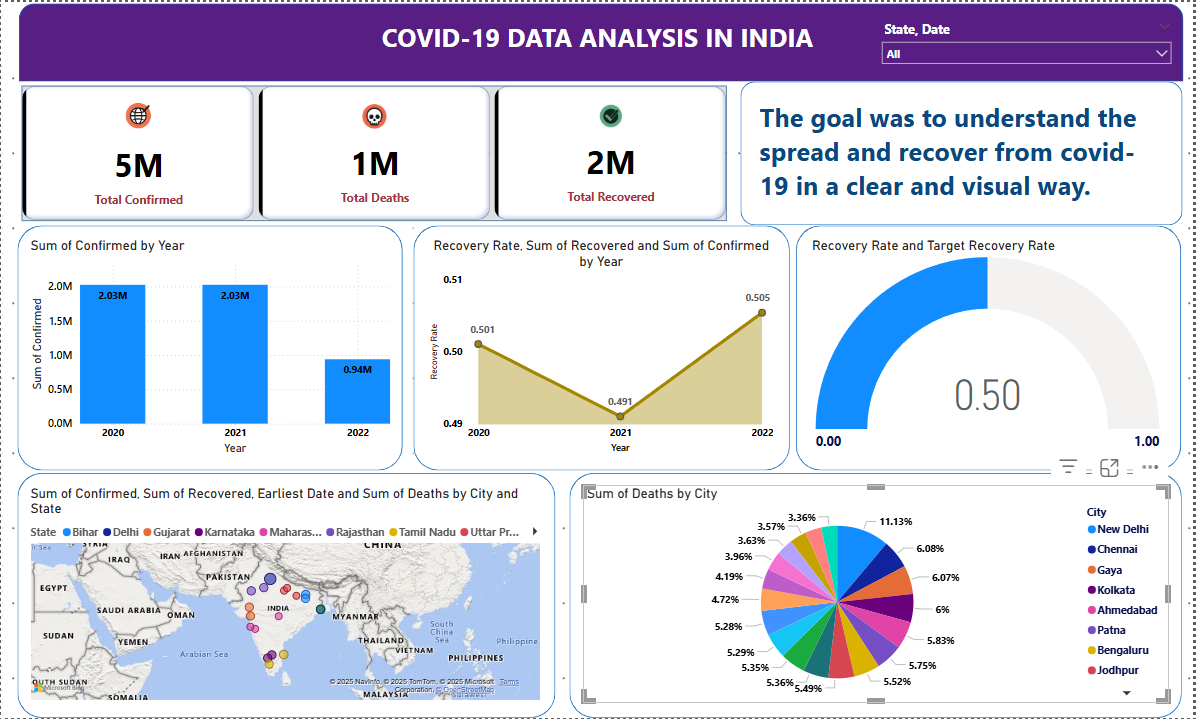 COVID-19 DATA ANALYSIS IN INDIA
State, Date
All
5M
Total Confirmed
1M
Total Deaths
2M
Total Recovered
The goal was to understand the
spread and recover from covid-
19 in a clear and visual way.
Sum of Confirmed by Year
Sum of Confirmed
2.0M
1.5M
1.0M
0.5M
0.0M
2.03M
2.03M
0.94M
2020
2021
2022
Year
Recovery Rate, Sum of Recovered and Sum of Confirmed
by Year
Recovery Rate
0.51
0.50
0.49
0.501
0.491
0.505
2020
2021
2022
Year
Recovery Rate and Target Recovery Rate
0.50
0.00
1.00
Sum of Confirmed, Sum of Recovered, Earliest Date and Sum of Deaths by City and
State
State
Bihar
Delhi
Gujarat
Karnataka
Maharas...
Rajasthan
Tamil Nadu
Uttar Pr...
CHINA
SYRIA
IRAQ
IRAN
AFGHANISTAN
PAKISTAN
EGYPT
SAUDI ARABIA
OMAN
INDIA
MYANMAR
SUDAN
YEMEN
Arabian Sea
THAILAND
VIETNAM
South
China
Sea
Philippine
PHILIPPINES
SOUTH SUDAN
SOMALIA
MALAYSIA
Microsoft Bing
© 2025 NavInfo, © 2025 TomTom, © 2025 Microsoft
Corporation, © OpenStreetMap
Terms
Sum of Deaths by City
11.13%
6.08%
6.07%
6%
5.83%
5.75%
5.52%
5.49%
5.36%
5.35%
5.29%
5.28%
4.72%
4.19%
3.96%
3.63%
3.57%
3.36%
City
New Delhi
Chennai
Gaya
Kolkata
Ahmedabad
Patna
Bengaluru
Jodhpur